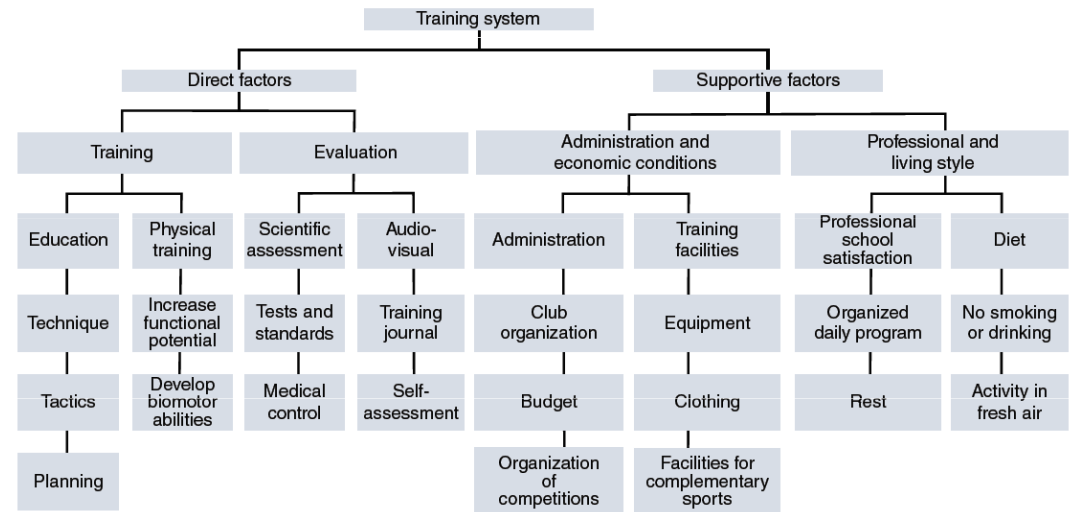 Training system
Direct factors
Supportive factors
Training
Evaluation
Administration and
economic conditions
Professional and
living style
Education
Physical
training
Scientific
assessment
Audio-
visual
Administration
Training
facilities
Professional
school
satisfaction
Diet
Technique
Increase
functional
potential
Tests and
standards
Training
journal
Club
organization
Equipment
Organized
daily program
No smoking
or drinking
Tactics
Develop
biomotor
abilities
Medical
control
Self-
assessment
Budget
Clothing
Rest
Activity in
fresh air
Planning
Organization
of
competitions
Facilities for
complementary
sports